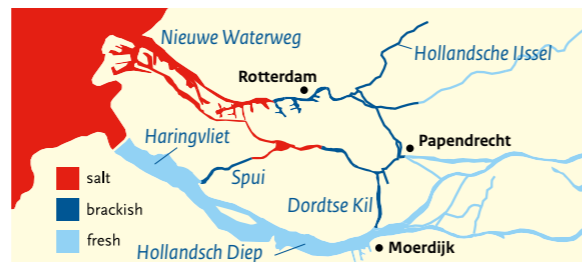 Nieuwe Waterweg
Hollandsche IJssel
Rotterdam
Haringvliet
Papendrecht
salt
Spui
brackish
Dordtse Kil
fresh
Hollandsch Diep
Moerdijk